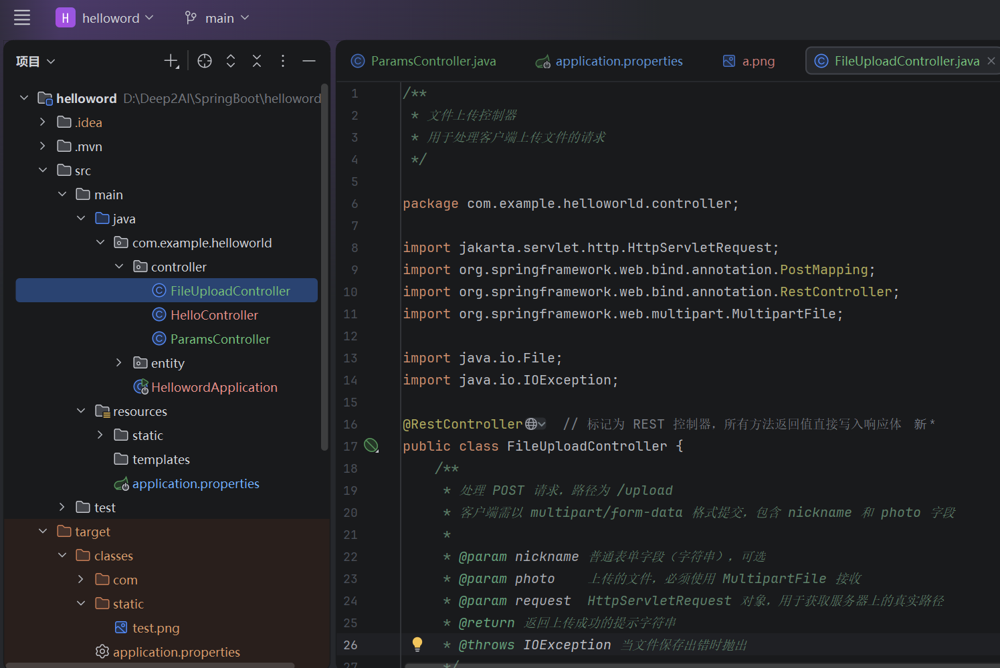 H helloword main
项目
helloword D:\Deep2AI\SpringBoot\helloword
.idea
.mvn
src
main
java
com.example.helloworld
controller
FileUploadController
HelloController
ParamsController
entity
HellowordApplication
resources
static
templates
application.properties
test
target
classes
com
static
test.png
application.properties
ParamsController.java application.properties a.png FileUploadController.java
1 /**
2 * 文件上传控制器
3 * 用于处理客户端上传文件的请求
4 */
5
6 package com.example.helloworld.controller;
7
8 import jakarta.servlet.http.HttpServletRequest;
9 import org.springframework.web.bind.annotation.PostMapping;
10 import org.springframework.web.bind.annotation.RestController;
11 import org.springframework.web.multipart.MultipartFile;
12
13 import java.io.File;
14 import java.io.IOException;
15
16 @RestController // 标记为 REST 控制器，所有方法返回值直接写入响应体 新 *
17 public class FileUploadController {
18 /**
19 * 处理 POST 请求，路径为 /upload
20 * 客户端需以 multipart/form-data 格式提交，包含 nickname 和 photo 字段
21 *
22 * @param nickname 普通表单字段（字符串），可选
23 * @param photo 上传的文件，必须使用 MultipartFile 接收
24 * @param request HttpServletRequest 对象，用于获取服务器上的真实路径
25 * @return 返回上传成功的提示字符串
26 * @throws IOException 当文件保存出错时抛出
27 */